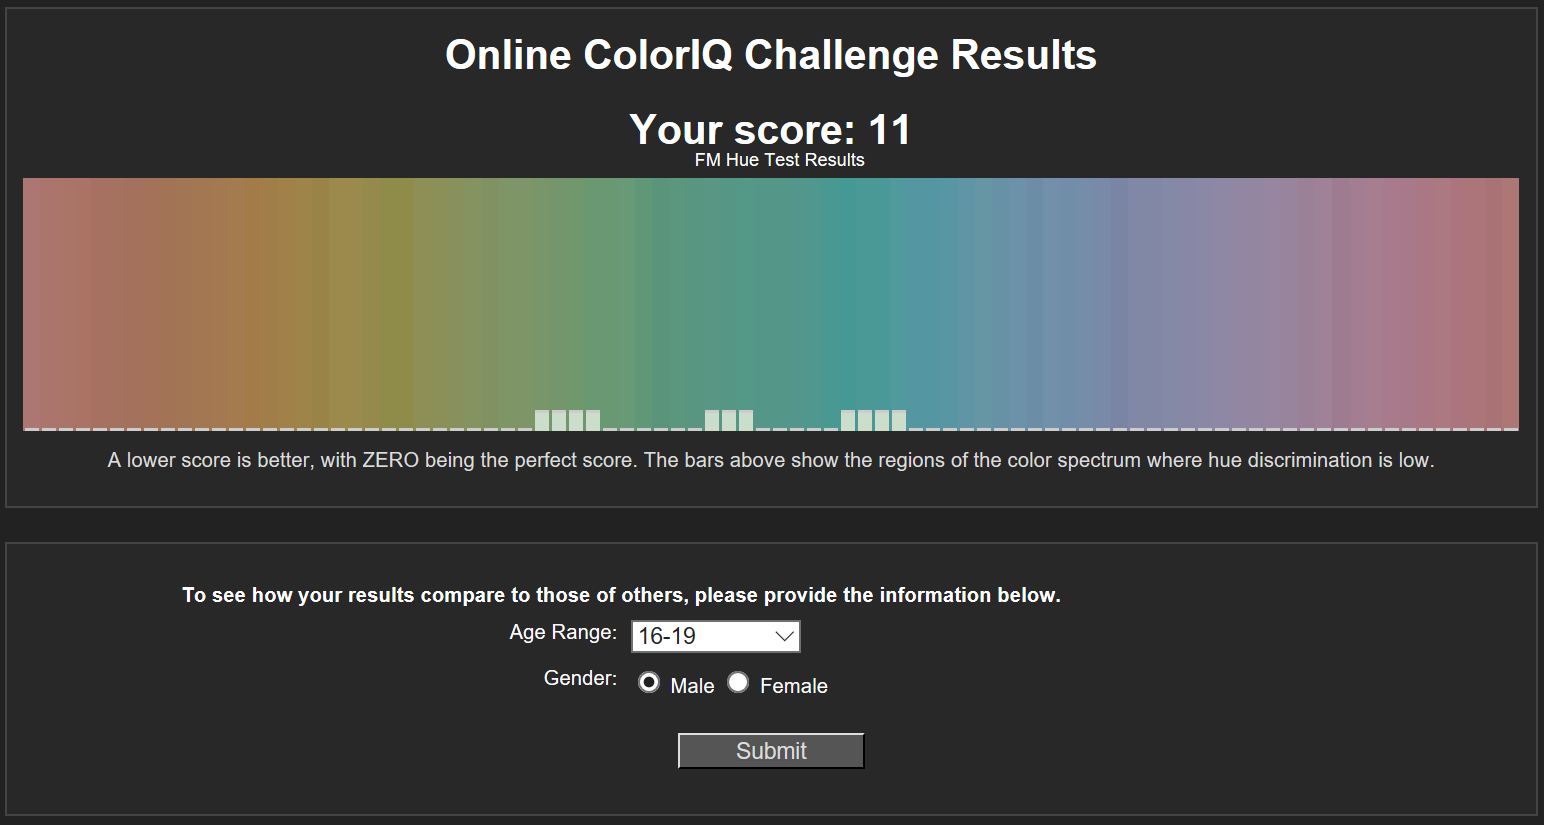 Online ColorIQ Challenge Results
Your score: 11
FM Hue Test Results
A lower score is better, with ZERO being the perfect score. The bars above show the regions of the color spectrum where hue discrimination is low.
To see how your results compare to those of others, please provide the information below.
Age Range: 16-19
Gender: Male Female
Submit